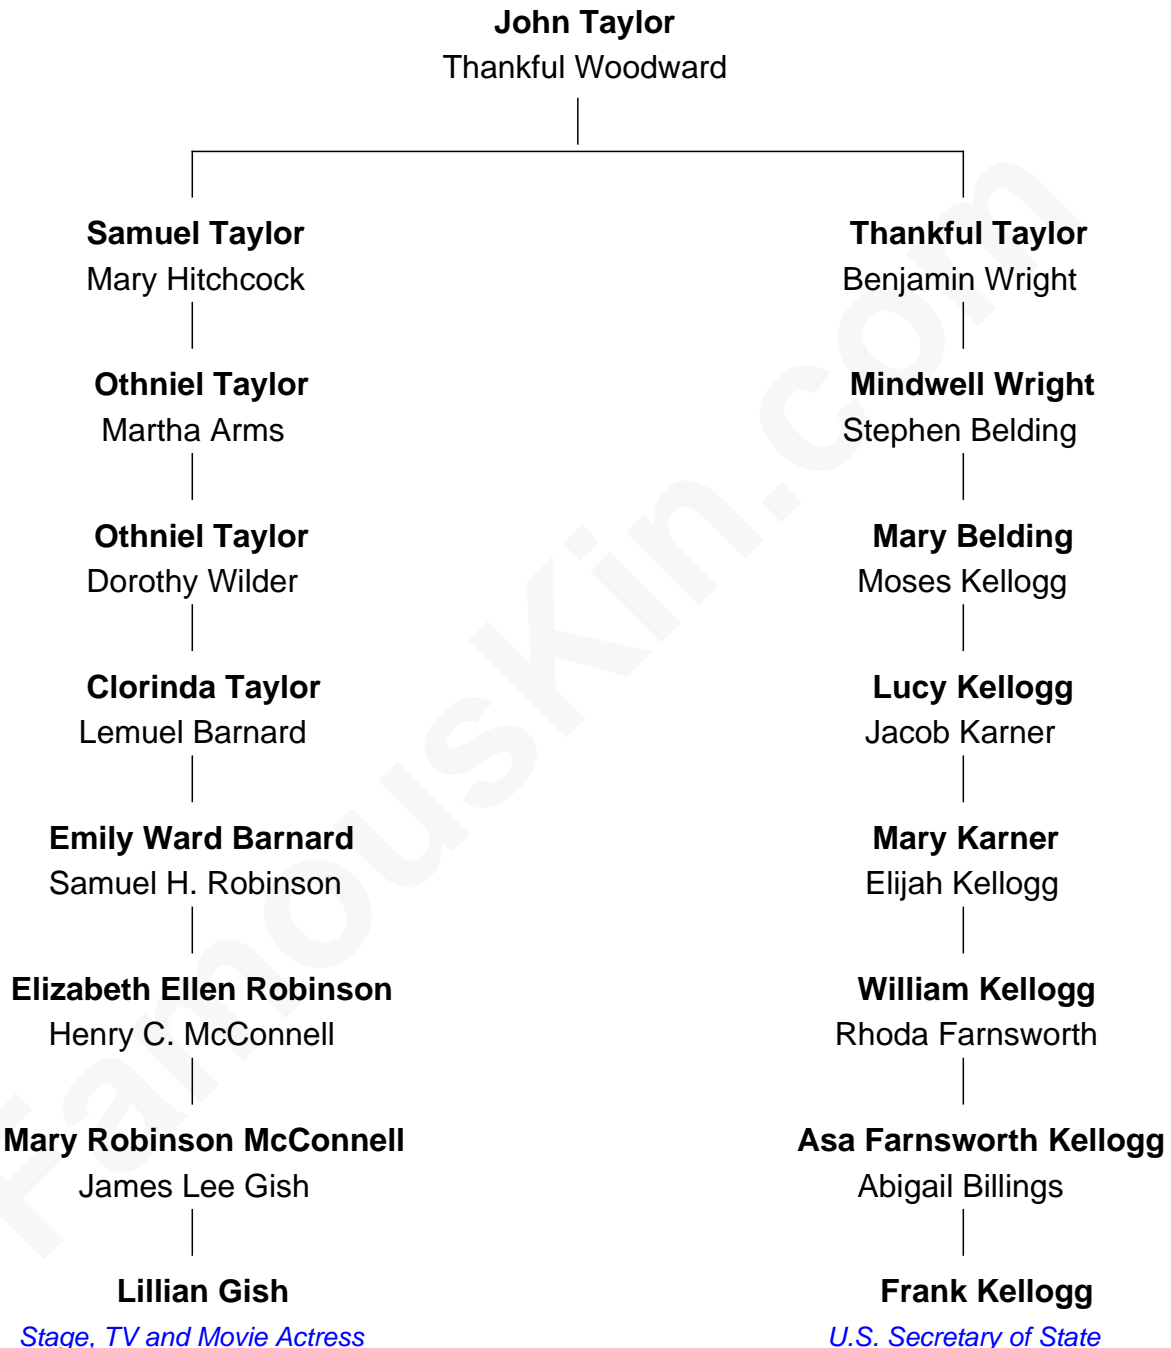 John Taylor
Thankful Woodward
Samuel Taylor
Mary Hitchcock
Thankful Taylor
Benjamin Wright
Othniel Taylor
Martha Arms
Mindwell Wright
Stephen Belding
Othniel Taylor
Dorothy Wilder
Mary Belding
Moses Kellogg
Clorinda Taylor
Lemuel Barnard
Lucy Kellogg
Jacob Karner
Emily Ward Barnard
Samuel H. Robinson
Mary Karner
Elijah Kellogg
Elizabeth Ellen Robinson
Henry C. McConnell
William Kellogg
Rhoda Farnsworth
Mary Robinson McConnell
James Lee Gish
Asa Farnsworth Kellogg
Abigail Billings
Lillian Gish
Stage, TV and Movie Actress
Frank Kellogg
U.S. Secretary of State
FamousKin.com